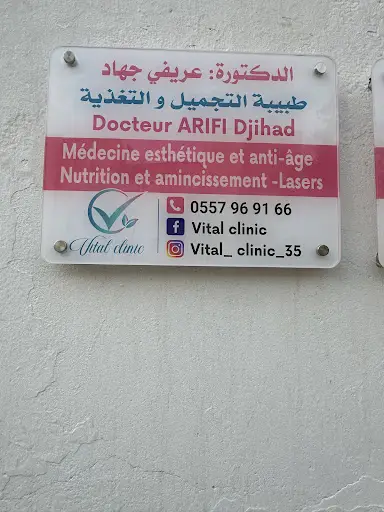 الدكتورة: عريفي جهاد
طبيبة التجميل و التغذية
Docteur ARIFI Djihad
Médecine esthétique et anti-âge
Nutrition et amincissement -Lasers
Vital clinic
0557 96 91 66
Vital clinic
Vital_ clinic_35